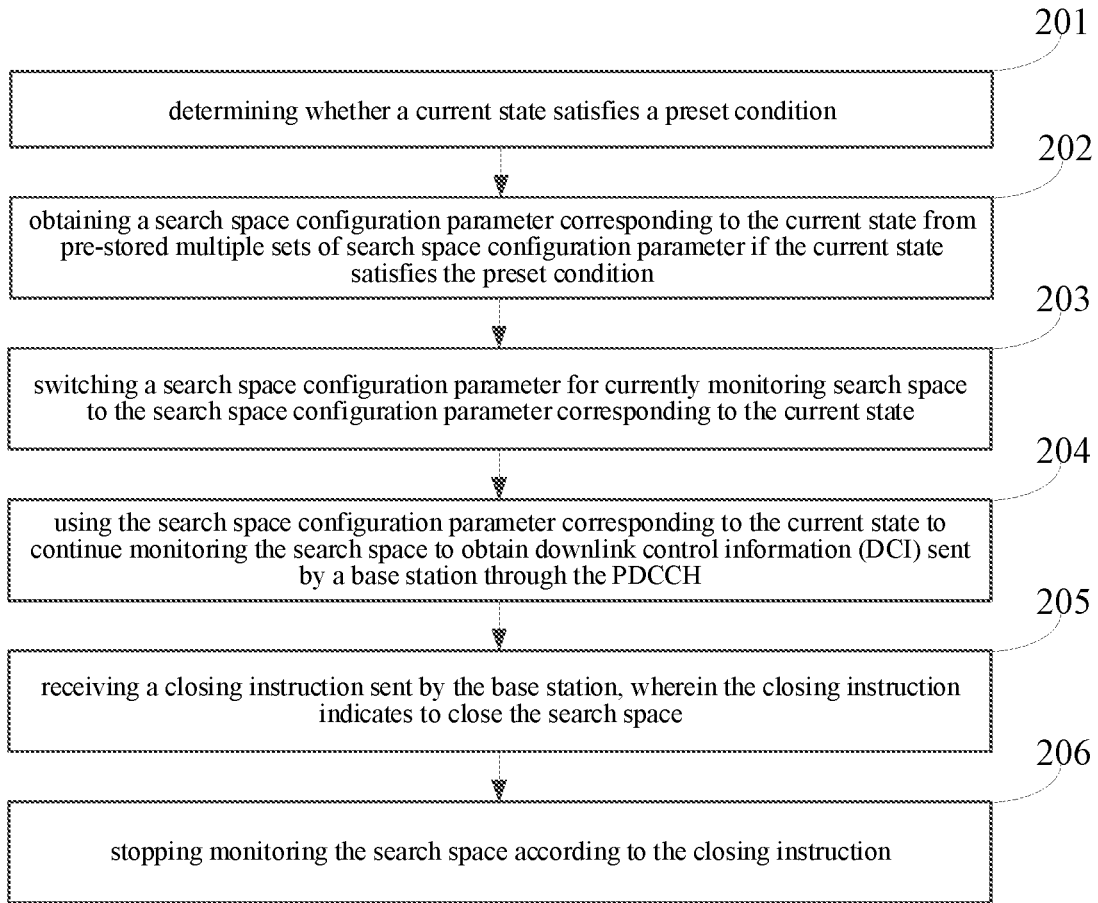 201
determining whether a current state satisfies a preset condition
202
obtaining a search space configuration parameter corresponding to the current state from
pre-stored multiple sets of search space configuration parameter if the current state
satisfies the preset condition
203
switching a search space configuration parameter for currently monitoring search space
to the search space configuration parameter corresponding to the current state
204
using the search space configuration parameter corresponding to the current state to
continue monitoring the search space to obtain downlink control information (DCI) sent
by a base station through the PDCCH
205
receiving a closing instruction sent by the base station, wherein the closing instruction
indicates to close the search space
206
stopping monitoring the search space according to the closing instruction